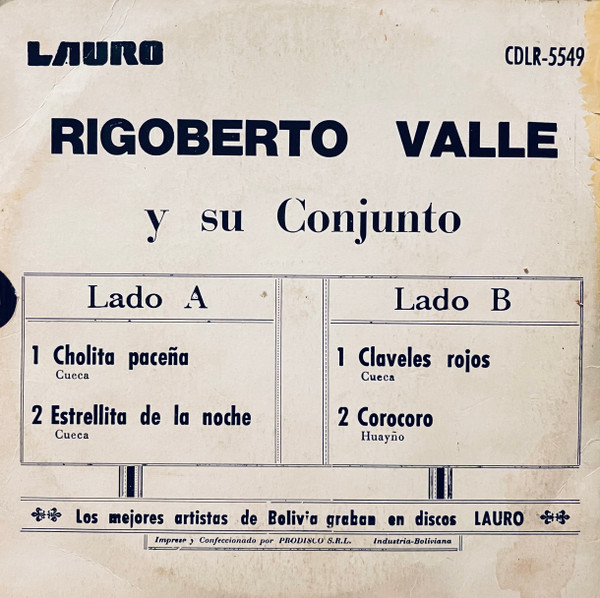 LAURO CDLR-5549
RIGOBERTO VALLE
y su Conjunto
Lado A
1 Cholita paceña
Cueca
2 Estrellita de la noche
Cueca
Lado B
1 Claveles rojos
Cueca
2 Corocoro
Huayño
Los mejores artistas de Bolivia graban en discos LAURO
Impreso y Confeccionado por PRODISCO S.R.L. Industria-Boliviana